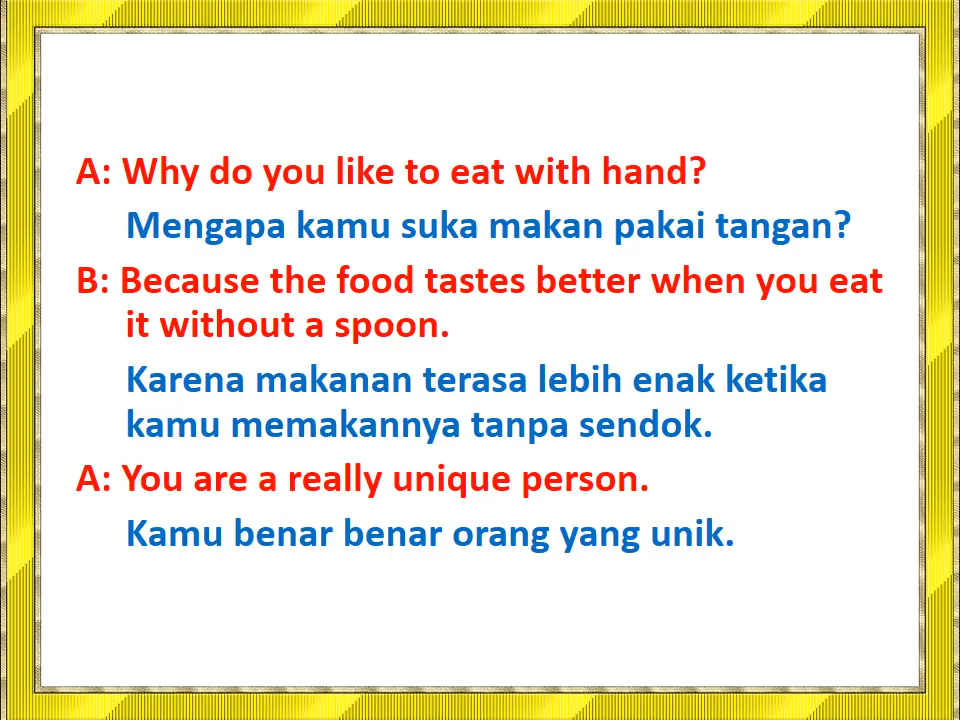 A: Why do you like to eat with hand?
Mengapa kamu suka makan pakai tangan?
B: Because the food tastes better when you eat
it without a spoon.
Karena makanan terasa lebih enak ketika
kamu memakannya tanpa sendok.
A: You are a really unique person.
Kamu benar benar orang yang unik.